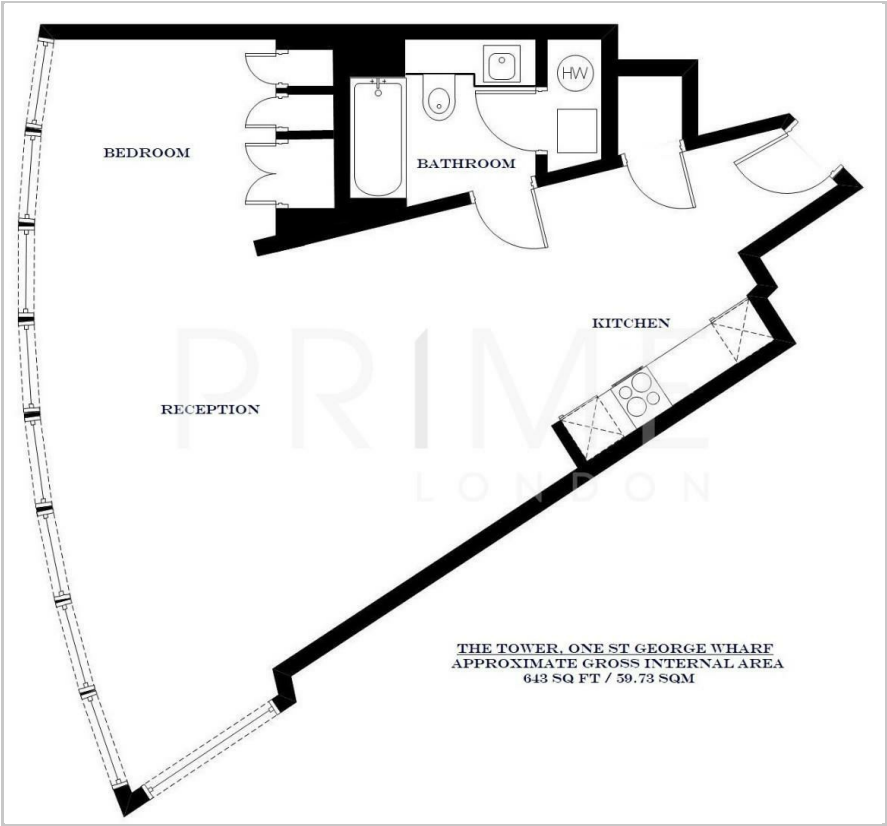 HW
BEDROOM
BATHROOM
KITCHEN
RECEPTION
PRIME
LONDON
THE TOWER, ONE ST GEORGE WHARF
APPROXIMATE GROSS INTERNAL AREA
643 SQ FT / 59.73 SQM